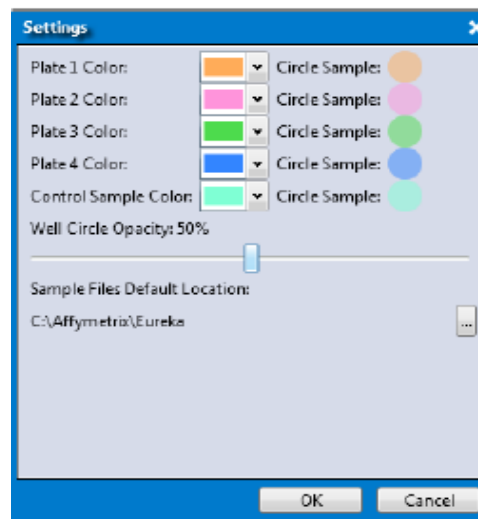 Settings
Plate 1 Color: Circle Sample:
Plate 2 Color: Circle Sample:
Plate 3 Color: Circle Sample:
Plate 4 Color: Circle Sample:
Control Sample Color: Circle Sample:
Well Circle Opacity: 50%
Sample Files Default Location:
C:\Affymetrix\Eureka
...
OK Cancel